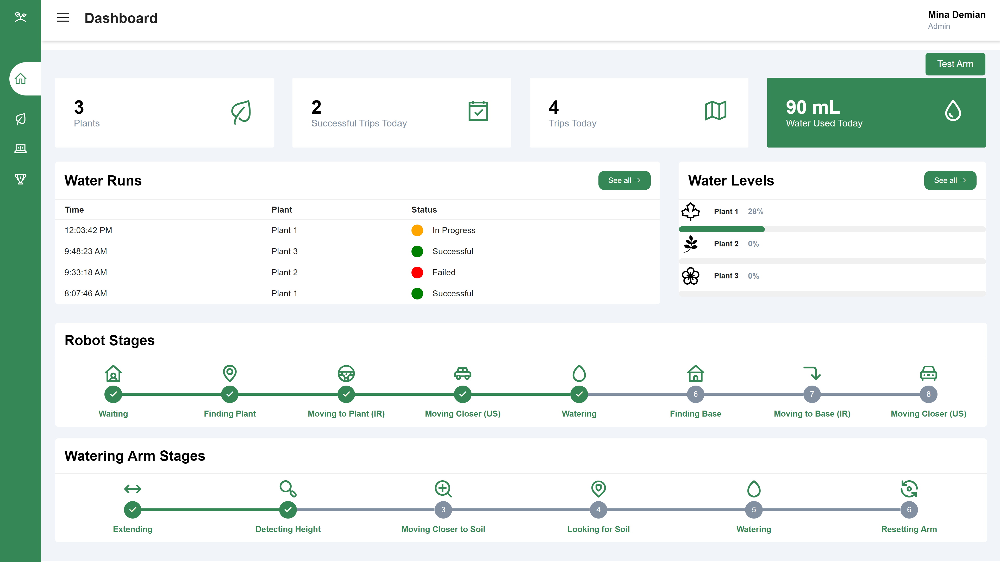 Dashboard
Mina Demian
Admin
Test Arm
3
Plants
2
Successful Trips Today
4
Trips Today
90 mL
Water Used Today
Water Runs
See all →
Time Plant Status
12:03:42 PM Plant 1 In Progress
9:48:23 AM Plant 3 Successful
9:33:18 AM Plant 2 Failed
8:07:46 AM Plant 1 Successful
Water Levels
See all →
Plant 1 28%
Plant 2 0%
Plant 3 0%
Robot Stages
6 7 8
Waiting Finding Plant Moving to Plant (IR) Moving Closer (US) Watering Finding Base Moving to Base (IR) Moving Closer (US)
Watering Arm Stages
3 4 5 6
Extending Detecting Height Moving Closer to Soil Looking for Soil Watering Resetting Arm